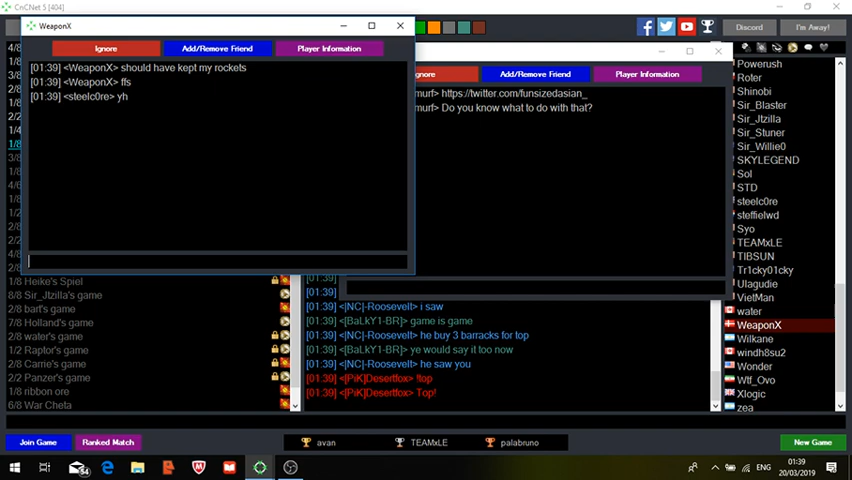 CnCNet 5 [404]
WeaponX
Ignore
Add/Remove Friend
Player Information
[01:39] <WeaponX> should have kept my rockets
[01:39] <WeaponX> ffs
[01:39] <steelc0re> yh
gnore
Add/Remove Friend
Player Information
murf> https://twitter.com/funsizedasian_
murf> Do you know what to do with that?
Discord
I'm Away!
Powerush
Roter
Shinobi
Sir_Blaster
Sir_Jtzilla
Sir_Stuner
Sir_Willie0
SKYLEGEND
Sol
STD
steelc0re
steffielwd
Syo
TEAMxLE
TIBSUN
Tr1cky01cky
Ulagudie
VietMan
water
WeaponX
Wilkane
windh8su2
Wonder
Wtf_Ovo
Xlogic
zea
1/8 Heike's Spiel
8/8 Sir_Jtzilla's game
2/8 bart's game
7/8 Holland's game
2/8 water's game
1/2 Raptor's game
2/8 Carrie's game
2/2 Panzer's game
1/8 ribbon ore
6/8 War Cheta
[01:39]
[01:39]
[01:39] <|NC|-Roosevelt> i saw
[01:39] <[BaLkY1-BR]> game is game
[01:39] <|NC|-Roosevelt> he buy 3 barracks for top
[01:39] <[BaLkY1-BR]> ye would say it too now
[01:39] <|NC|-Roosevelt> he saw you
[01:39] <[PiK]Desertfox> !top
[01:39] <[PiK]Desertfox> Top!
Join Game
Ranked Match
avan
TEAMxLE
palabruno
New Game
54
ENG
01:39
20/03/2019